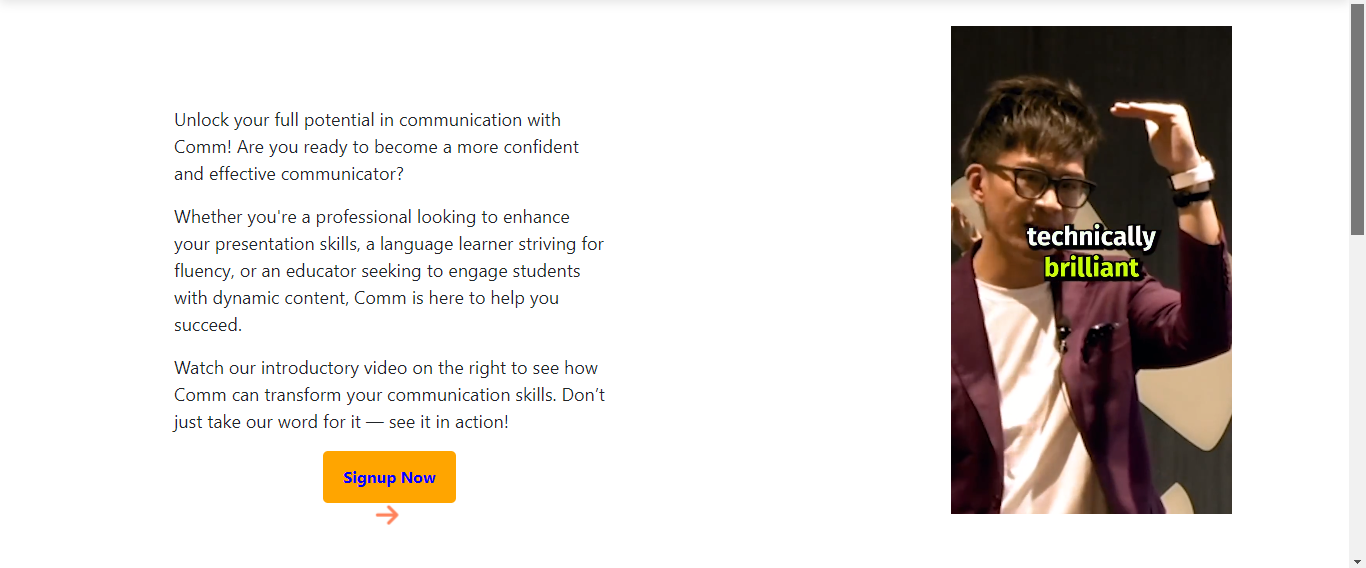 Unlock your full potential in communication with
Comm! Are you ready to become a more confident
and effective communicator?
Whether you're a professional looking to enhance
your presentation skills, a language learner striving for
fluency, or an educator seeking to engage students
with dynamic content, Comm is here to help you
succeed.
Watch our introductory video on the right to see how
Comm can transform your communication skills. Don’t
just take our word for it — see it in action!
Signup Now
technically
brilliant